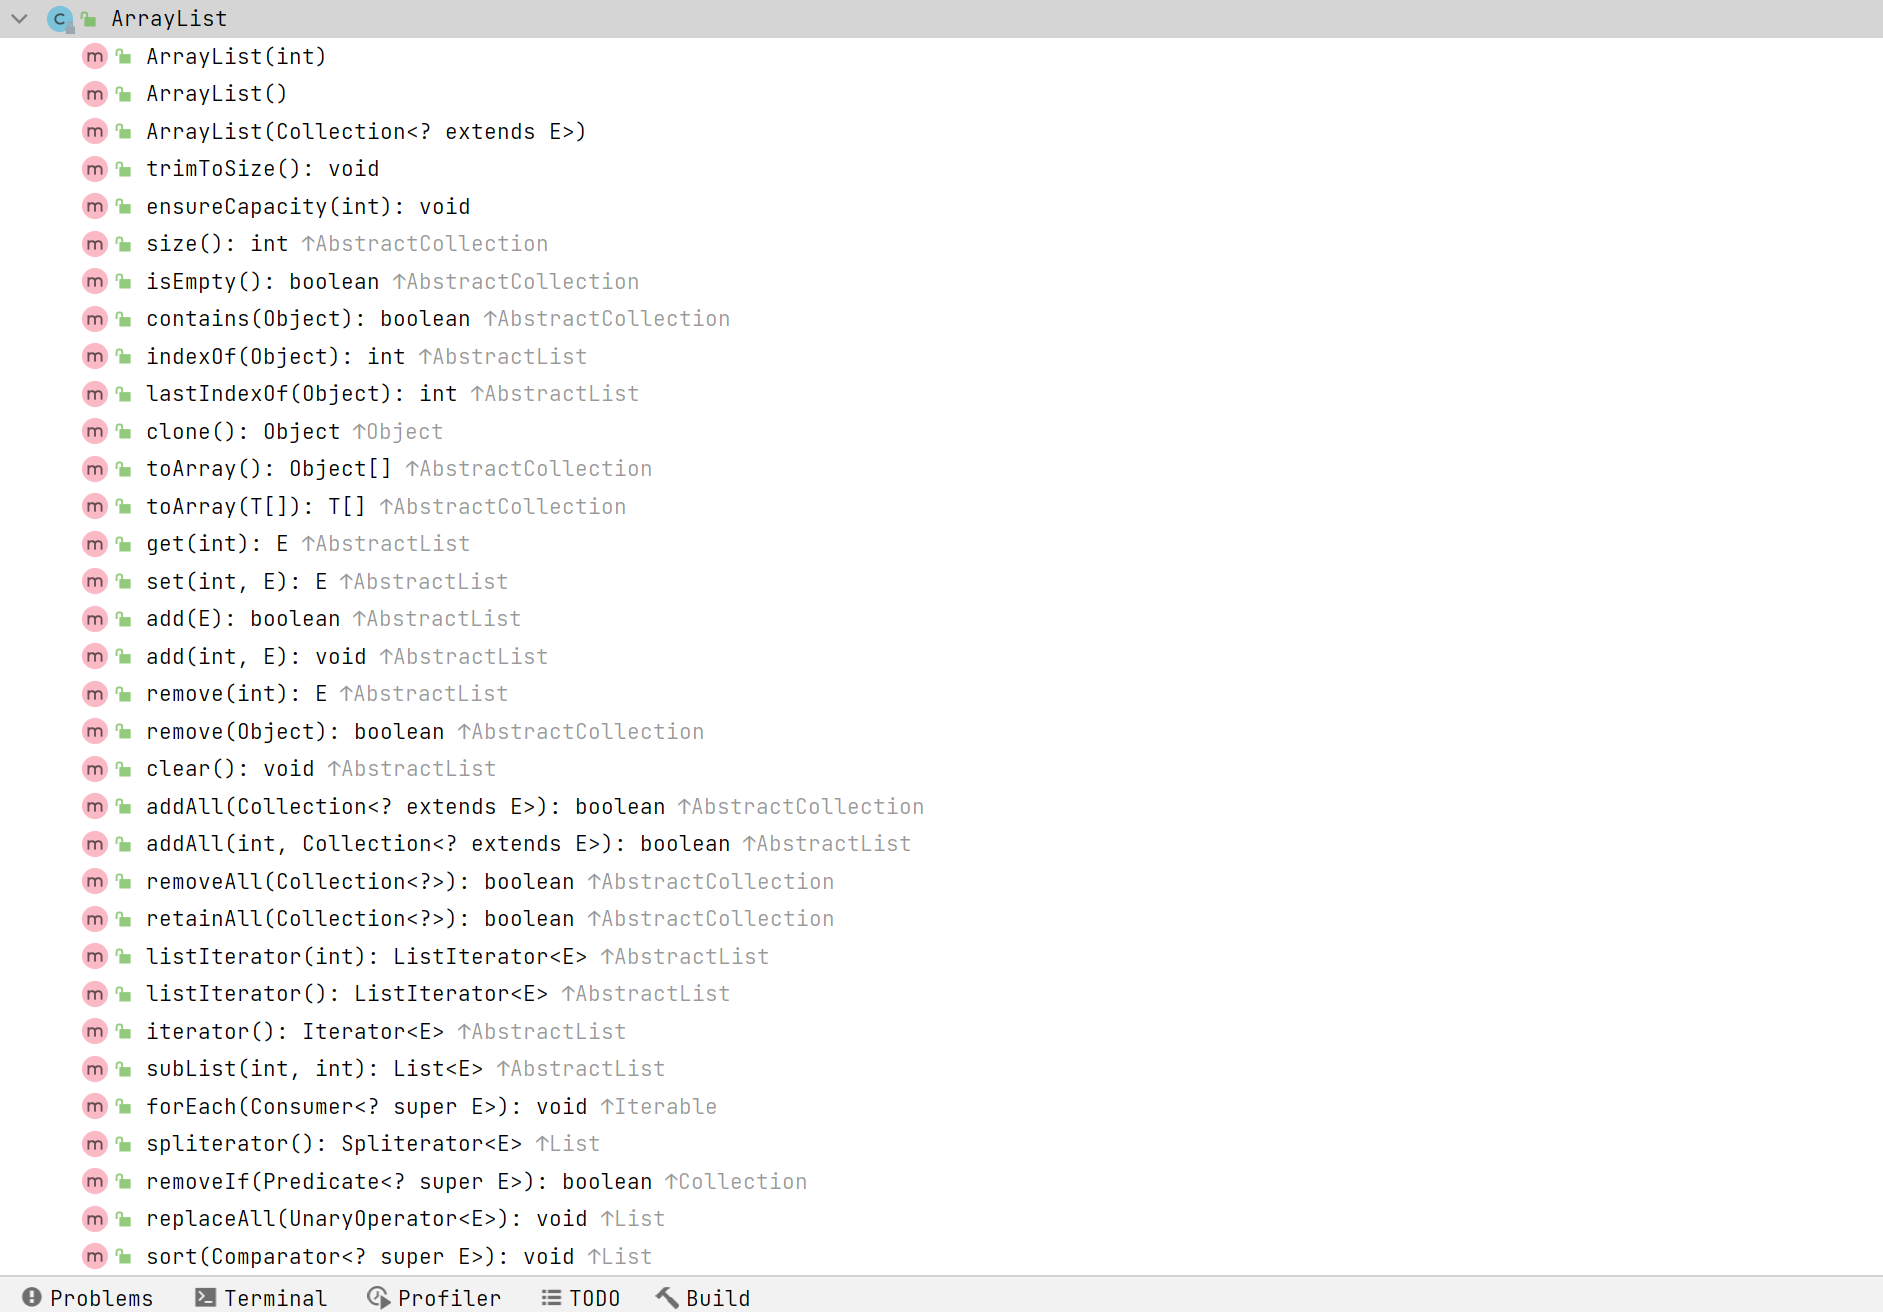 ArrayList
ArrayList(int)
ArrayList()
ArrayList(Collection<? extends E>)
trimToSize(): void
ensureCapacity(int): void
size(): int ↑AbstractCollection
isEmpty(): boolean ↑AbstractCollection
contains(Object): boolean ↑AbstractCollection
indexOf(Object): int ↑AbstractList
lastIndexOf(Object): int ↑AbstractList
clone(): Object ↑Object
toArray(): Object[] ↑AbstractCollection
toArray(T[]): T[] ↑AbstractCollection
get(int): E ↑AbstractList
set(int, E): E ↑AbstractList
add(E): boolean ↑AbstractList
add(int, E): void ↑AbstractList
remove(int): E ↑AbstractList
remove(Object): boolean ↑AbstractCollection
clear(): void ↑AbstractList
addAll(Collection<? extends E>): boolean ↑AbstractCollection
addAll(int, Collection<? extends E>): boolean ↑AbstractList
removeAll(Collection<?>): boolean ↑AbstractCollection
retainAll(Collection<?>): boolean ↑AbstractCollection
listIterator(int): ListIterator<E> ↑AbstractList
listIterator(): ListIterator<E> ↑AbstractList
iterator(): Iterator<E> ↑AbstractList
subList(int, int): List<E> ↑AbstractList
forEach(Consumer<? super E>): void ↑Iterable
spliterator(): Spliterator<E> ↑List
removeIf(Predicate<? super E>): boolean ↑Collection
replaceAll(UnaryOperator<E>): void ↑List
sort(Comparator<? super E>): void ↑List
Problems Terminal Profiler TODO Build